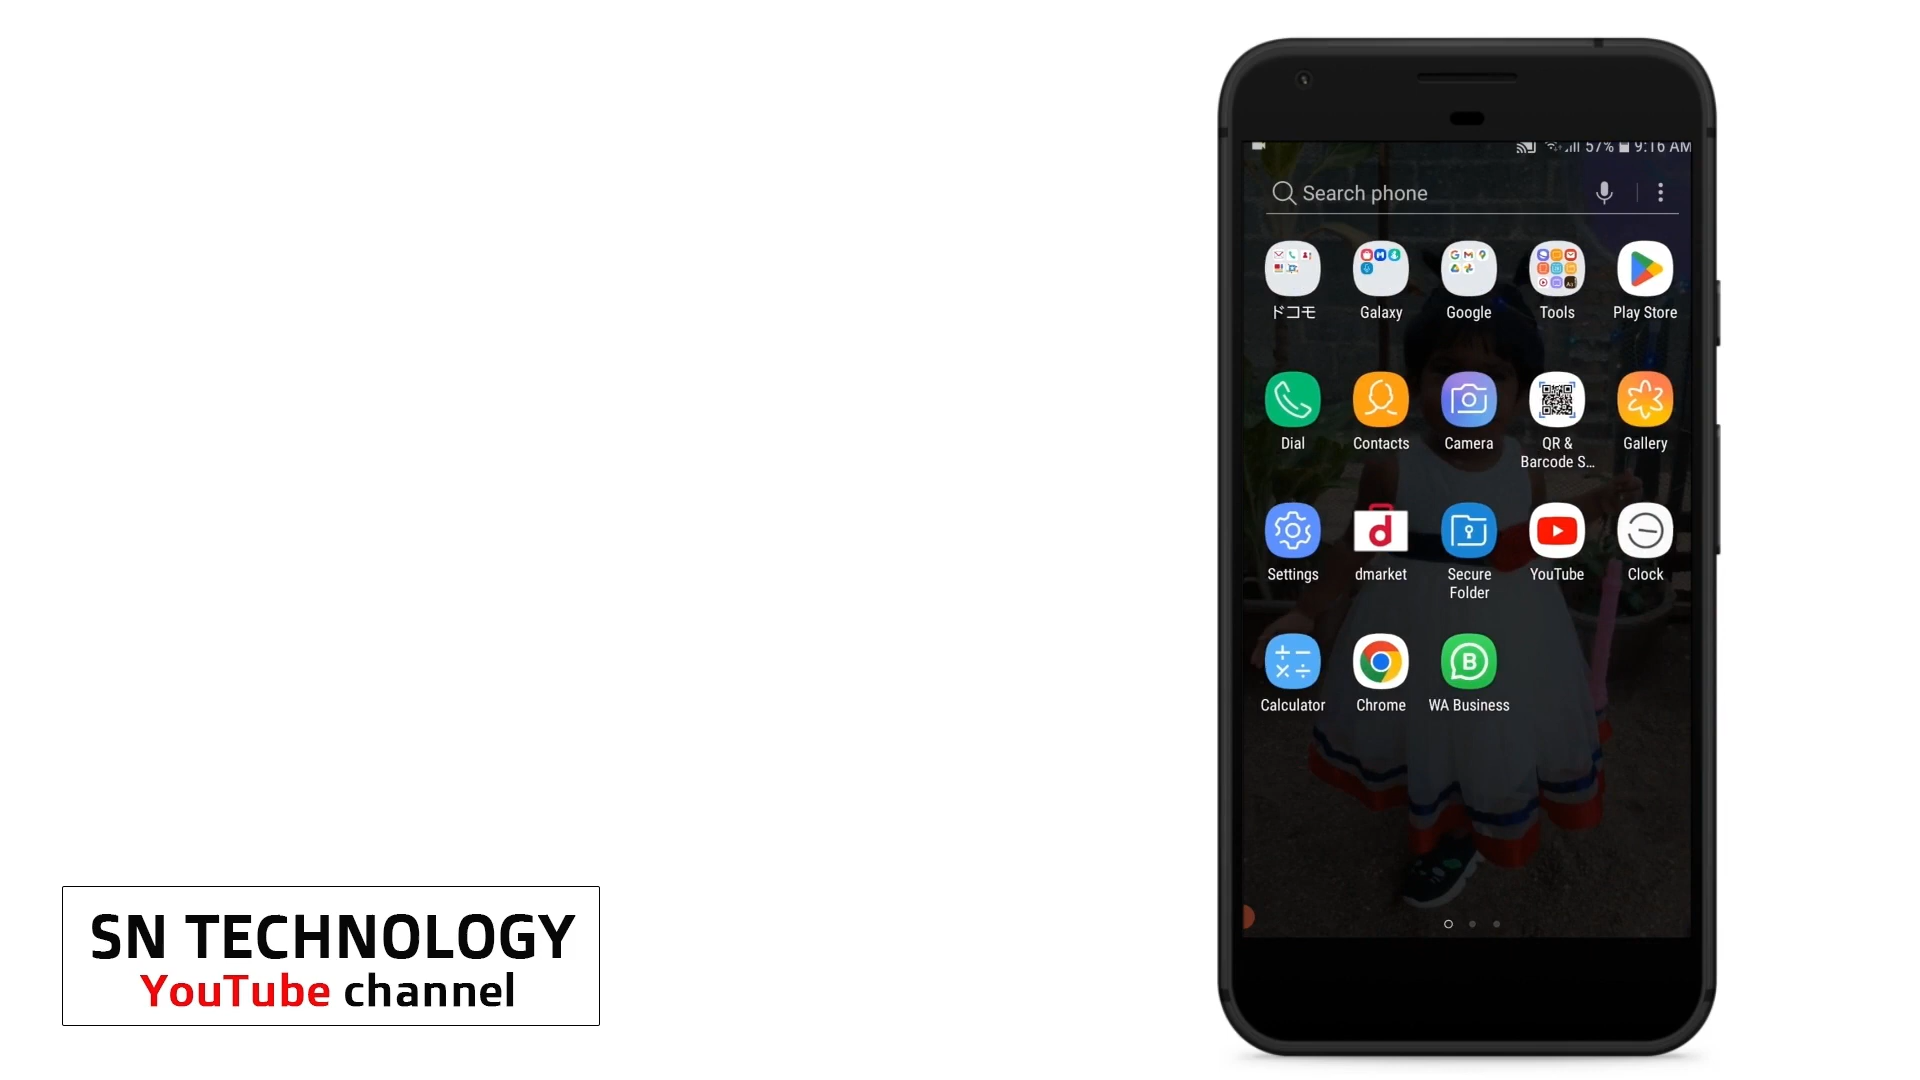 57% 9:16 AM
Search phone
ドコモ Galaxy Google Tools Play Store
Dial Contacts Camera QR & Gallery
Barcode S...
Settings dmarket Secure YouTube Clock
Folder
Calculator Chrome WA Business
SN TECHNOLOGY
YouTube channel